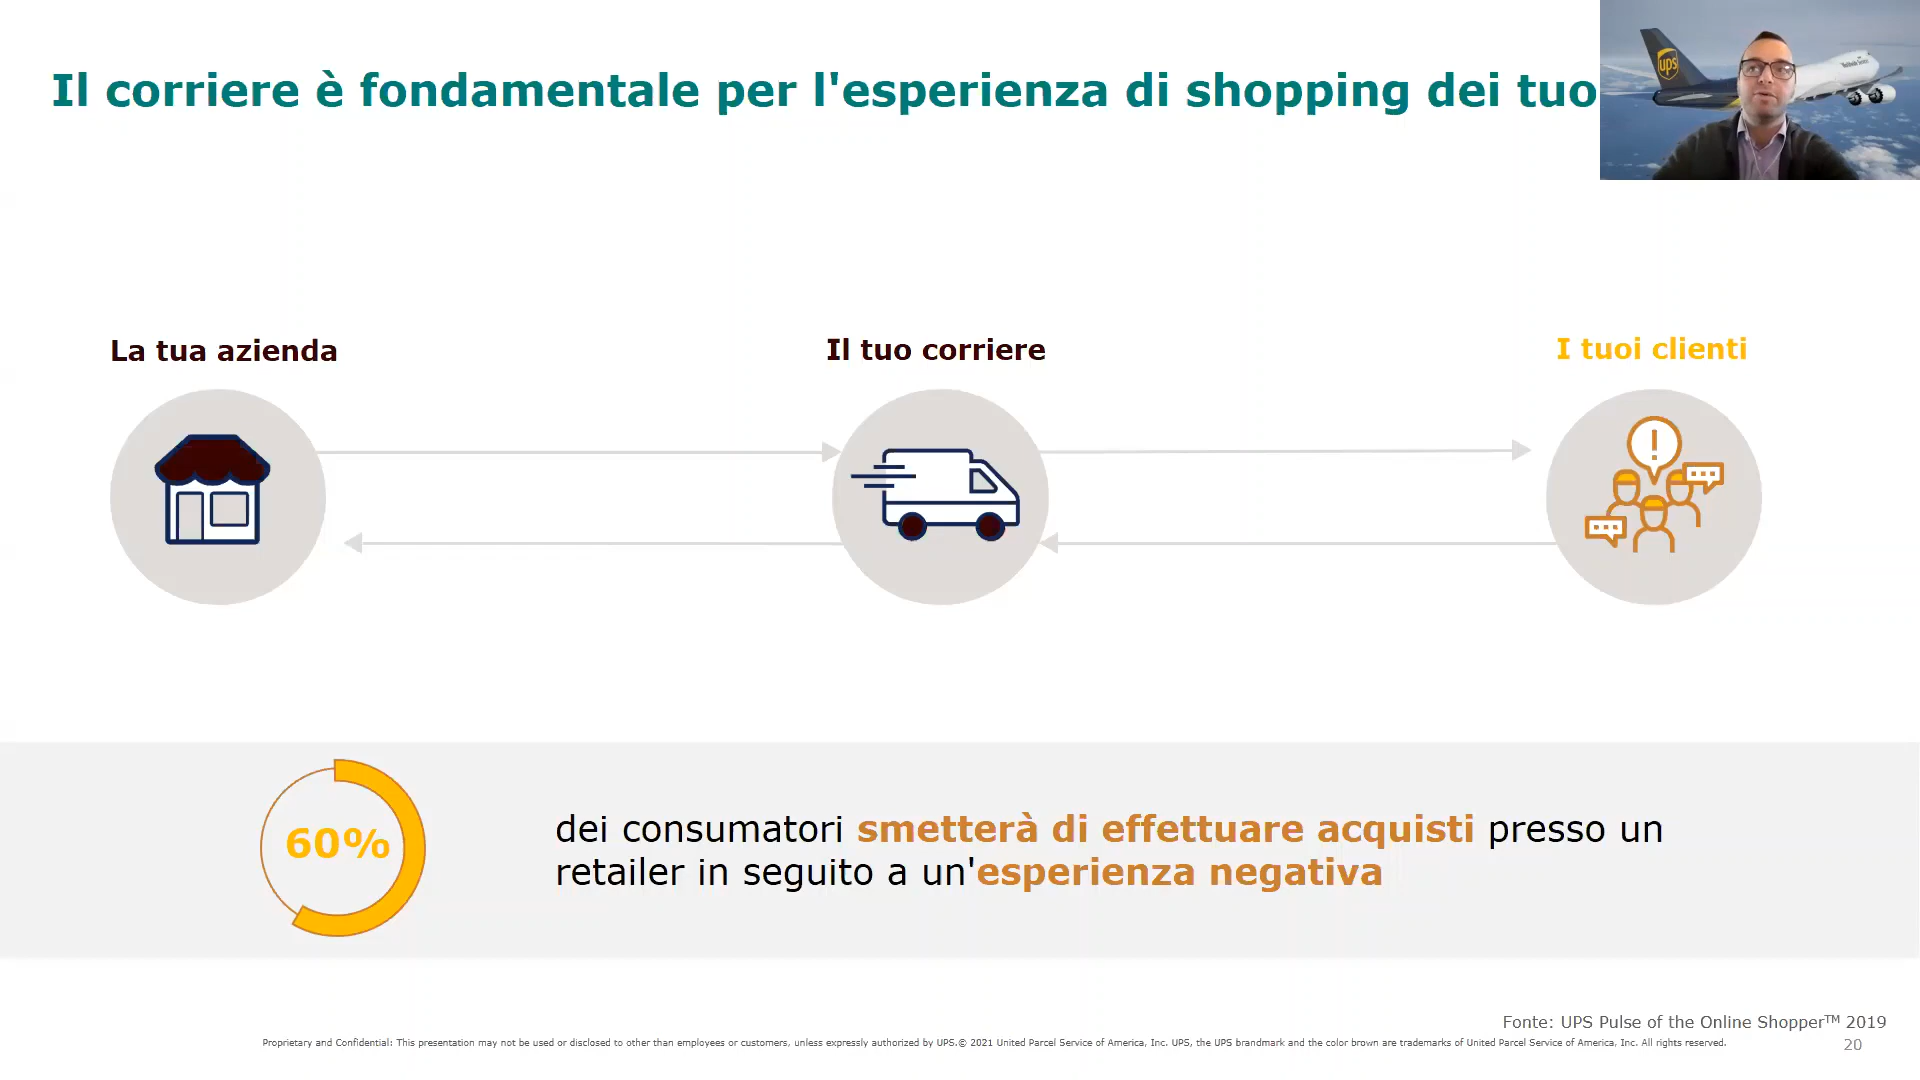 Il corriere è fondamentale per l'esperienza di shopping dei tuo
ups
La tua azienda
Il tuo corriere
I tuoi clienti
60%
dei consumatori smetterà di effettuare acquisti presso un
retailer in seguito a un'esperienza negativa
Fonte: UPS Pulse of the Online Shopper™ 2019
Proprietary and Confidential: This presentation may not be used or disclosed to other than employees or customers, unless expressly authorized by UPS.© 2021 United Parcel Service of America, Inc. UPS, the UPS brandmark and the color brown are trademarks of United Parcel Service of America, Inc. All rights reserved.
20